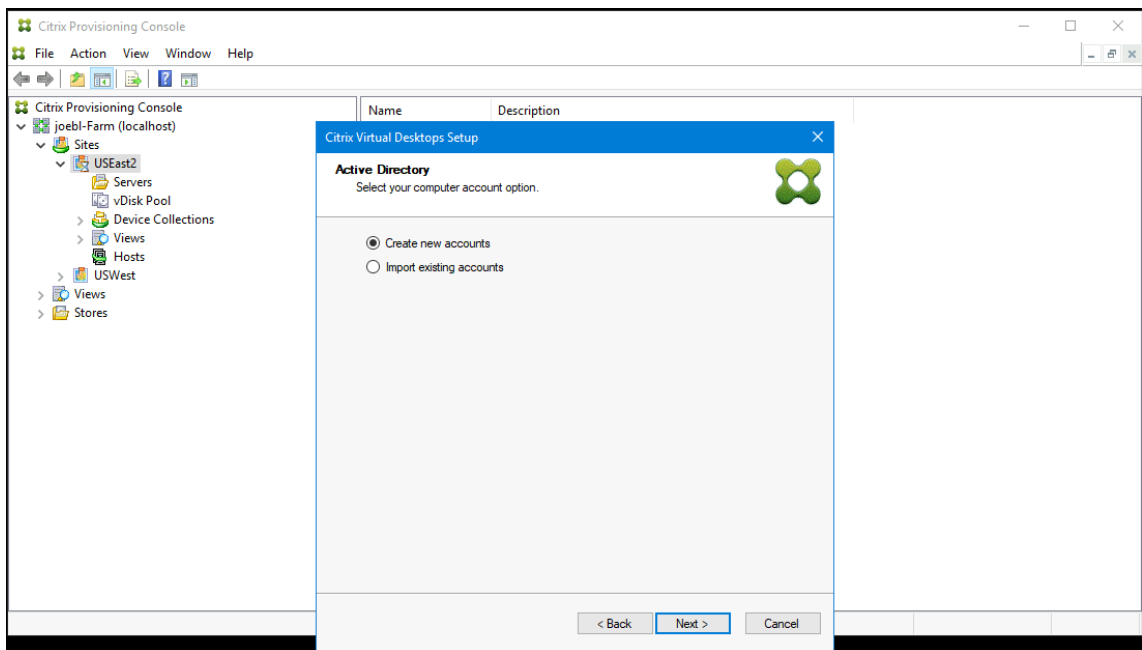 Citrix Provisioning Console
File Action View Window Help
Citrix Provisioning Console
joebl-Farm (localhost)
Sites
USEast2
Servers
vDisk Pool
Device Collections
Views
Hosts
USWest
Views
Stores
Name Description
Citrix Virtual Desktops Setup
Active Directory
Select your computer account option.
Create new accounts
Import existing accounts
< Back Next > Cancel